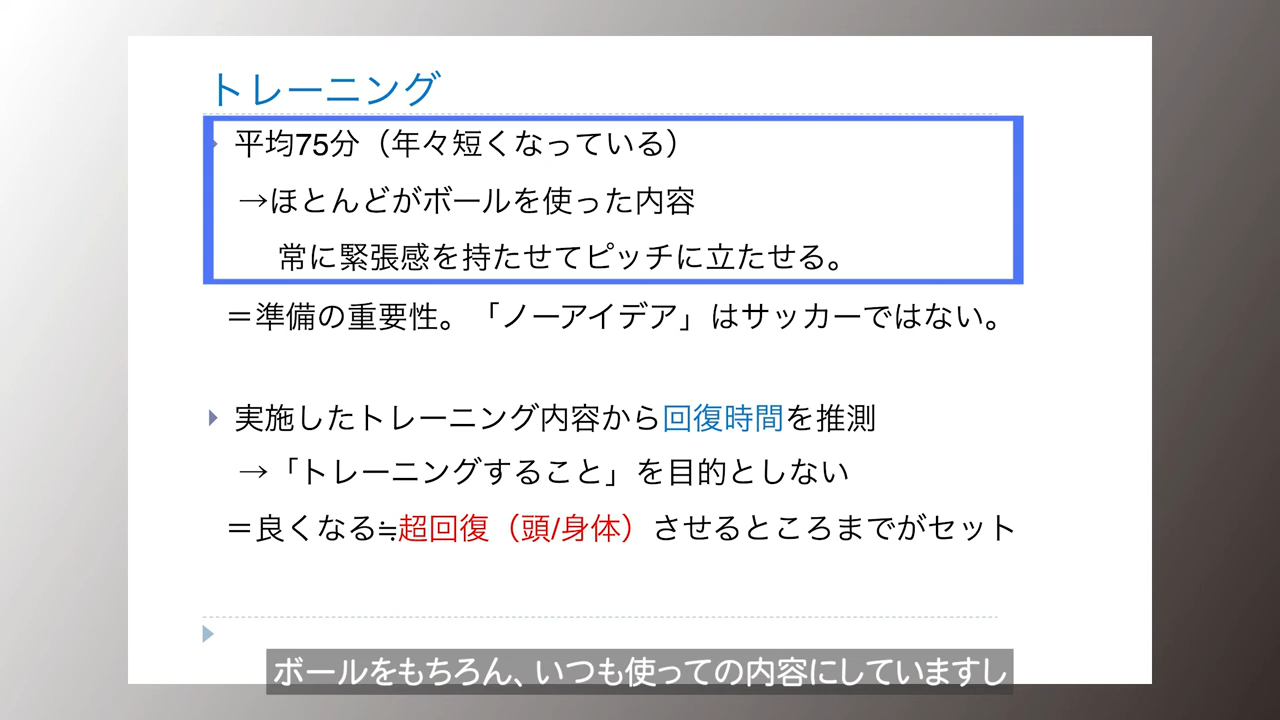 トレーニング
平均75分（年々短くなっている）
→ほとんどがボールを使った内容
常に緊張感を持たせてピッチに立たせる。
＝準備の重要性。「ノーアイデア」はサッカーではない。
実施したトレーニング内容から回復時間を推測
→「トレーニングすること」を目的としない
＝良くなる≒超回復（頭/身体）させるところまでがセット
ボールをもちろん、いつも使っての内容にしていますし